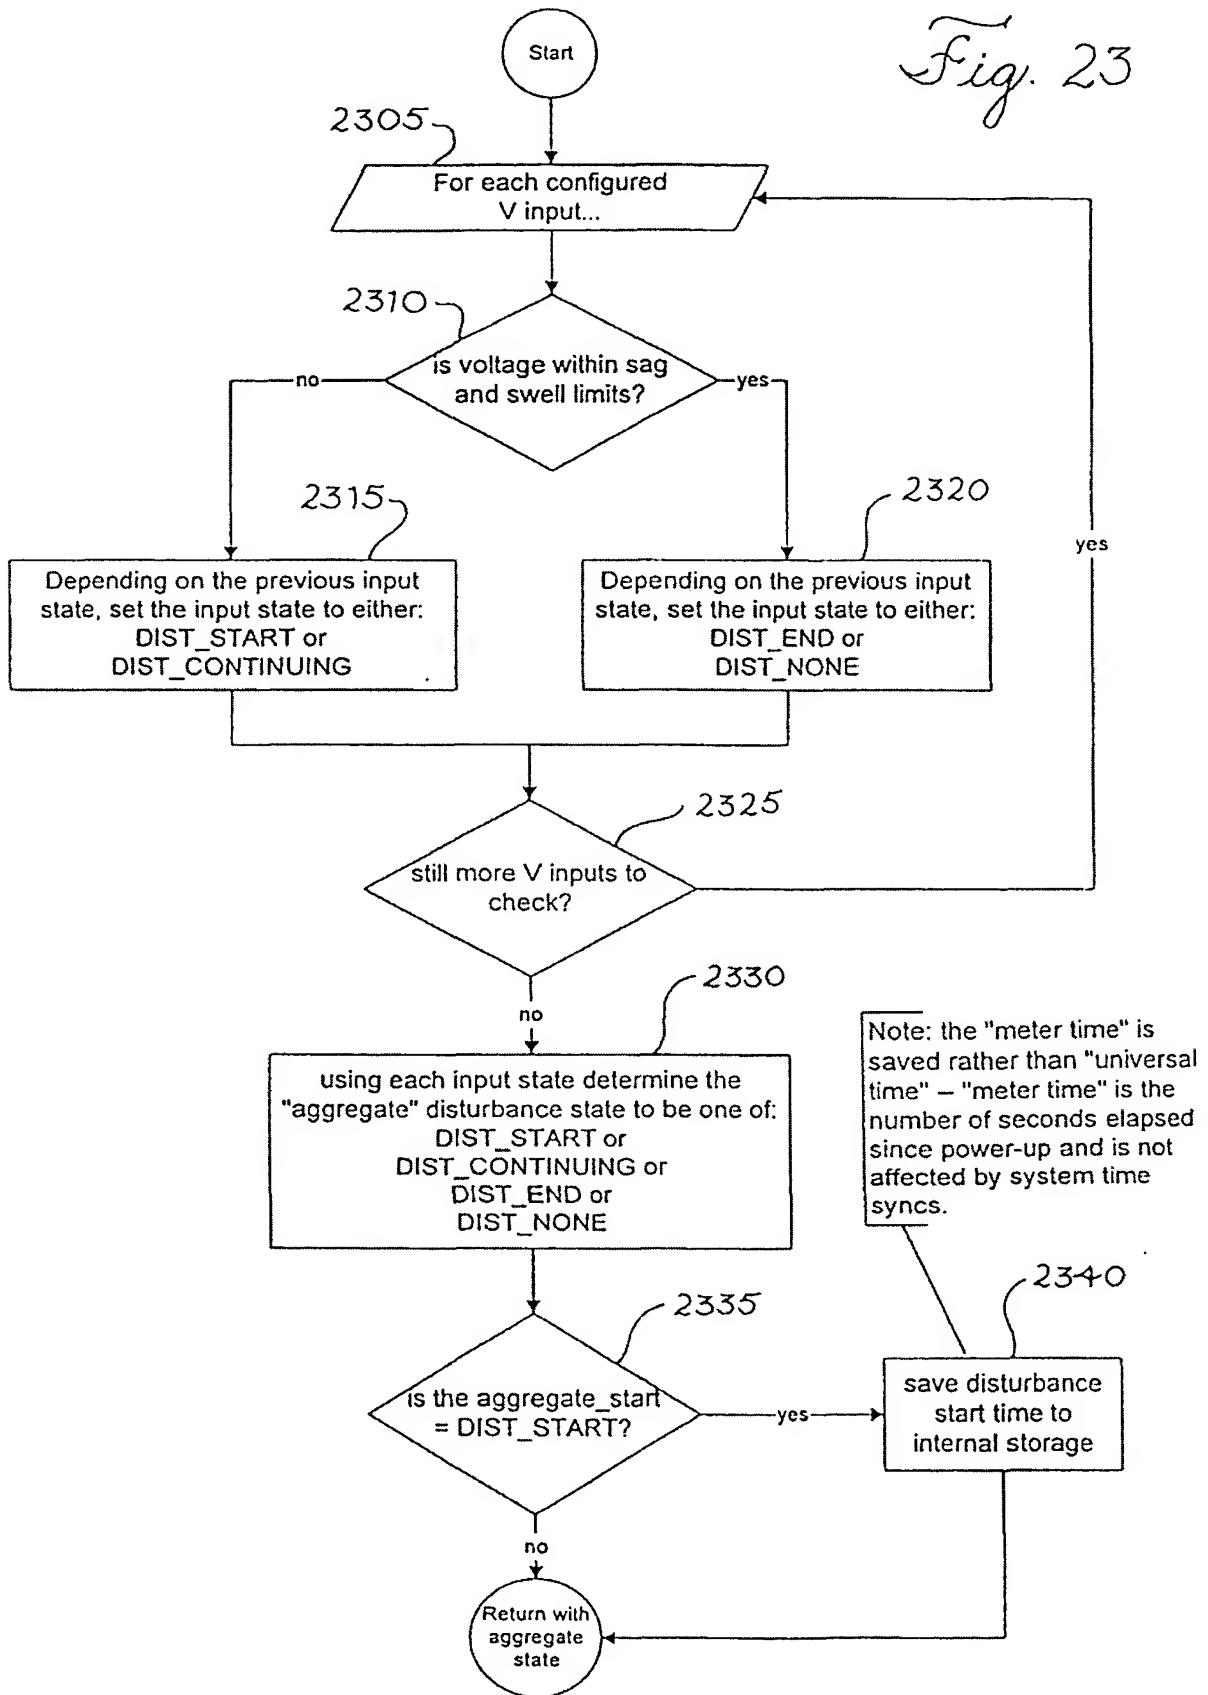 Fig. 23
Start
2305
For each configured
V input...
2310
is voltage within sag
and swell limits?
no
yes
2315
2320
Depending on the previous input
state, set the input state to either:
DIST_START or
DIST_CONTINUING
Depending on the previous input
state, set the input state to either:
DIST_END or
DIST_NONE
yes
2325
still more V inputs to
check?
no
2330
using each input state determine the
"aggregate" disturbance state to be one of:
DIST_START or
DIST_CONTINUING or
DIST_END or
DIST_NONE
Note: the "meter time" is
saved rather than "universal
time" – "meter time" is the
number of seconds elapsed
since power-up and is not
affected by system time
syncs.
2335
is the aggregate_start
= DIST_START?
yes
2340
save disturbance
start time to
internal storage
no
Return with
aggregate
state